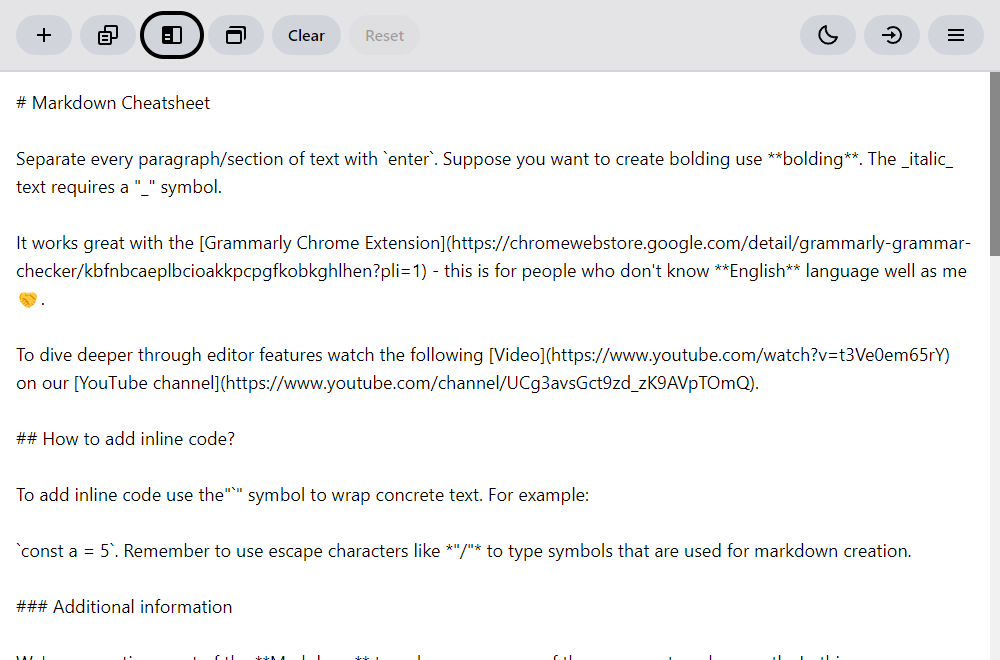 Clear
Reset
# Markdown Cheatsheet
Separate every paragraph/section of text with `enter`. Suppose you want to create bolding use **bolding**. The _italic_
text requires a "_" symbol.
It works great with the [Grammarly Chrome Extension](https://chromewebstore.google.com/detail/grammarly-grammar-
checker/kbfnbcaeplbcioakkpcpgfkobkghlhen?pli=1) - this is for people who don't know **English** language well as me
🤝.
To dive deeper through editor features watch the following [Video](https://www.youtube.com/watch?v=t3Ve0em65rY)
on our [YouTube channel](https://www.youtube.com/channel/UCg3avsGct9zd_zK9AVpTOmQ).
## How to add inline code?
To add inline code use the"`" symbol to wrap concrete text. For example:
`const a = 5`. Remember to use escape characters like *"/"* to type symbols that are used for markdown creation.
### Additional information